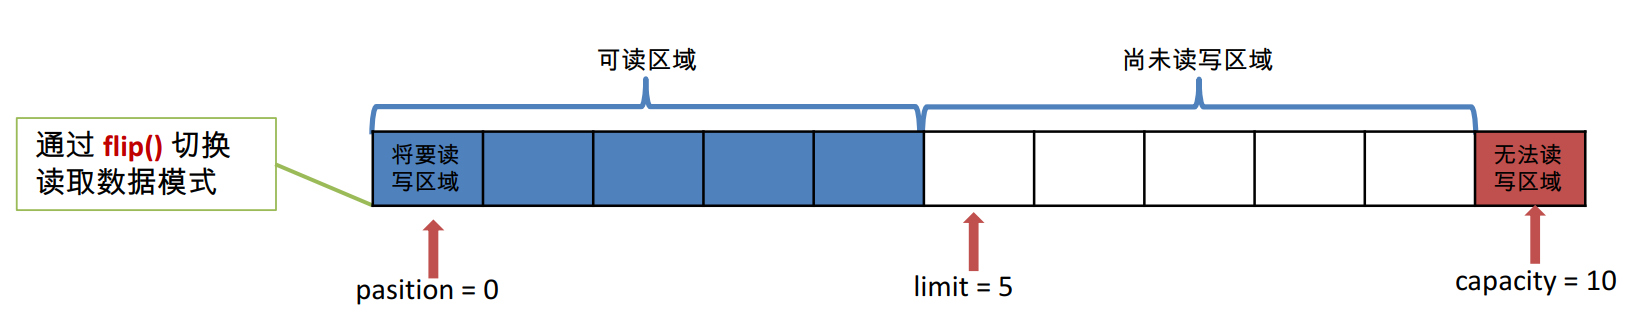 可读区域
尚未读写区域
通过 flip() 切换
读取数据模式
将要读
写区域
无法读
写区域
pasition = 0
limit = 5
capacity = 10